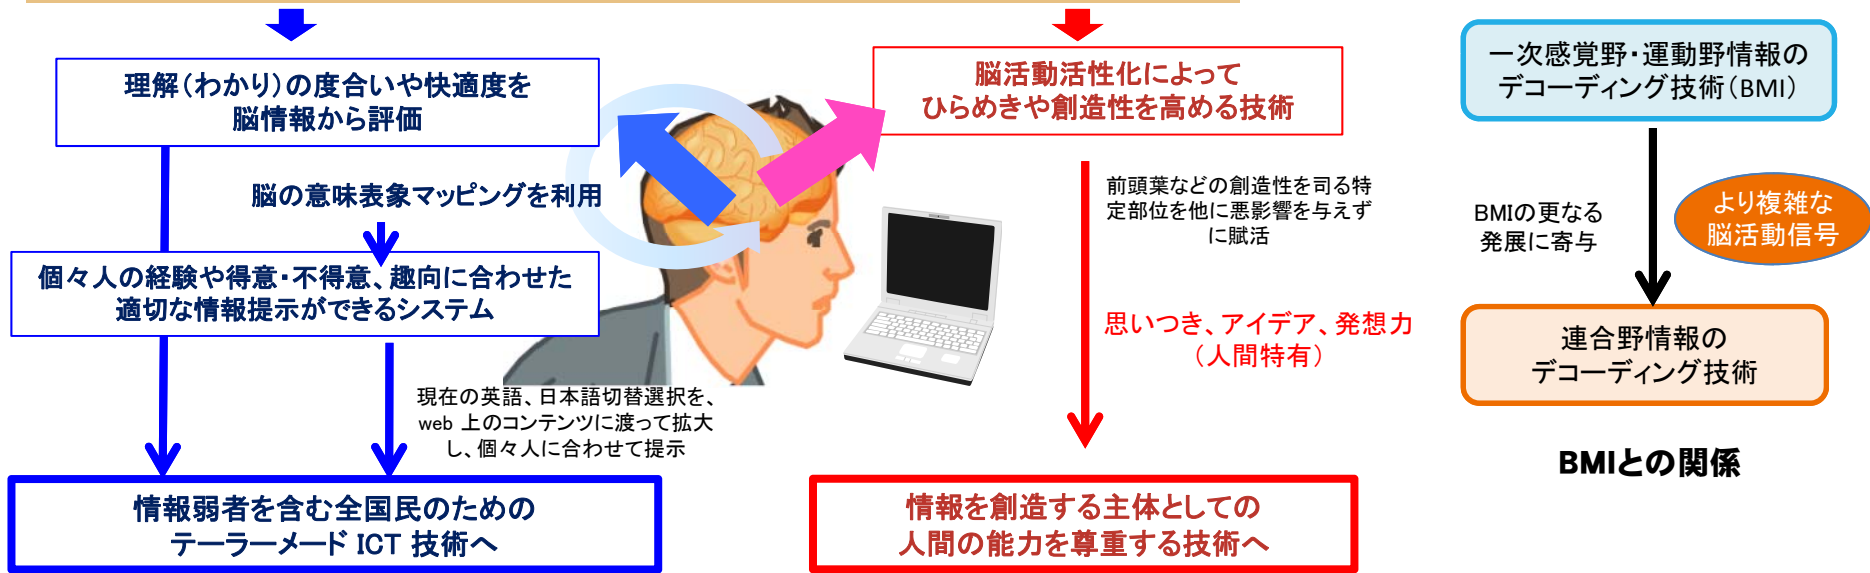 理解(わかり)の度合いや快適度を
脳情報から評価
脳の意味表象マッピングを利用
個々人の経験や得意・不得意、趣向に合わせた
適切な情報提示ができるシステム
現在の英語、日本語切替選択を、
web 上のコンテンツに渡って拡大
し、個々人に合わせて提示
情報弱者を含む全国民のための
テーラーメード ICT 技術へ
脳活動活性化によって
ひらめきや創造性を高める技術
前頭葉などの創造性を司る特
定部位を他に悪影響を与えず
に賦活
思いつき、アイデア、発想力
(人間特有)
情報を創造する主体としての
人間の能力を尊重する技術へ
一次感覚野・運動野情報の
デコーディング技術(BMI)
BMIの更なる
発展に寄与
より複雑な
脳活動信号
連合野情報の
デコーディング技術
BMIとの関係